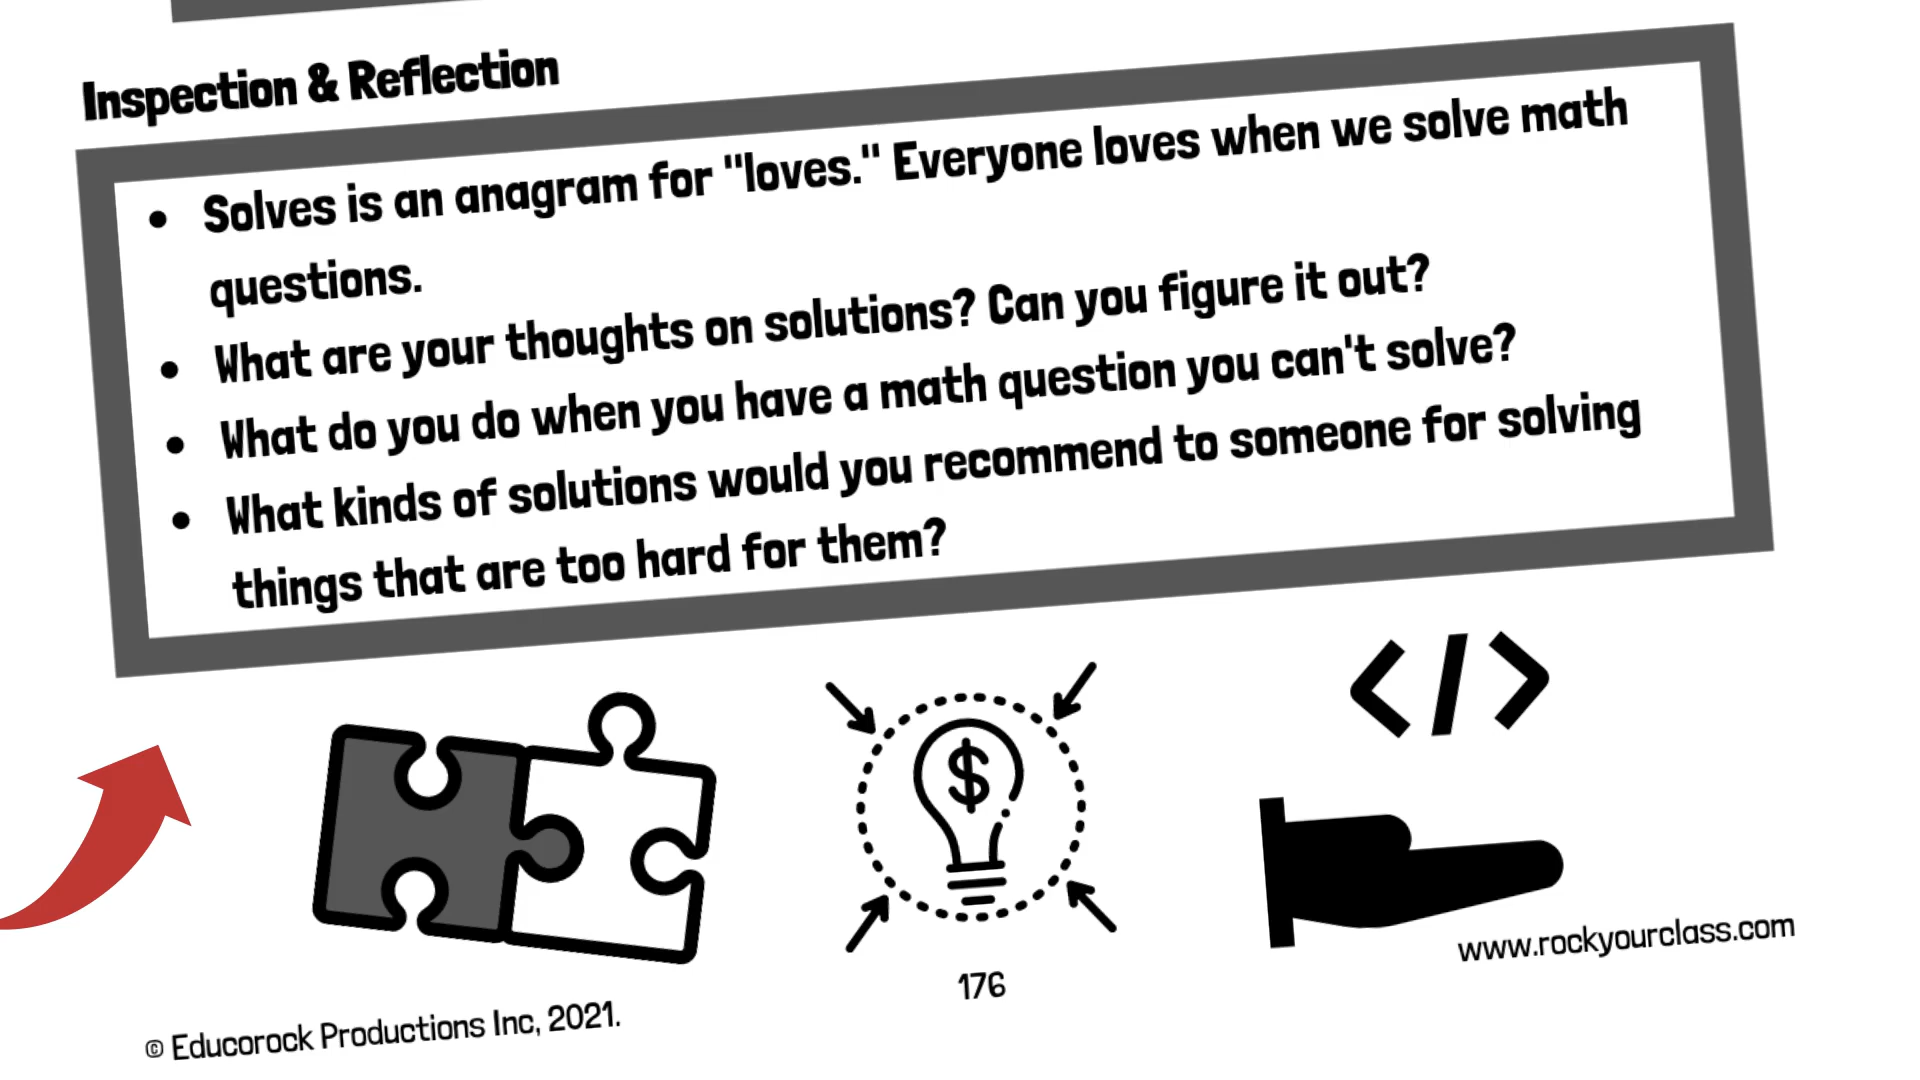 Inspection & Reflection
• Solves is an anagram for "loves." Everyone loves when we solve math
questions.
• What are your thoughts on solutions? Can you figure it out?
• What do you do when you have a math question you can't solve?
• What kinds of solutions would you recommend to someone for solving
things that are too hard for them?
$
</>
www.rockyourclass.com
176
© Educorock Productions Inc, 2021.